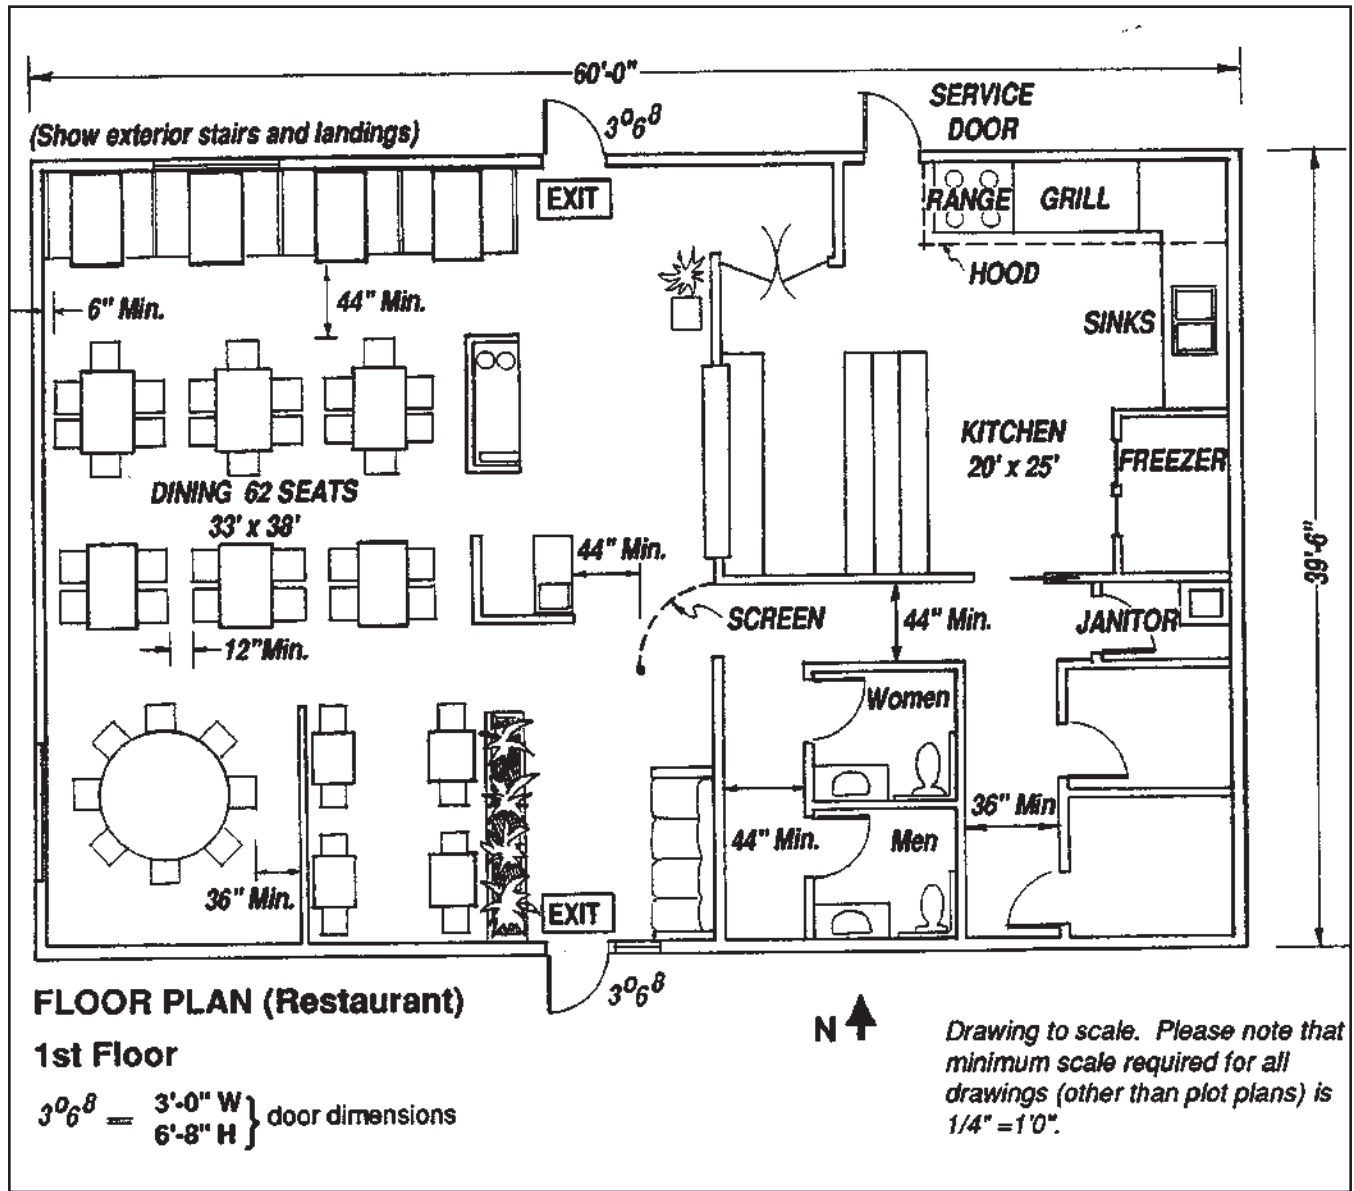 60'-0"
SERVICE
DOOR
3⁰6⁸
(Show exterior stairs and landings)
EXIT
RANGE
GRILL
HOOD
6" Min.
44" Min.
SINKS
KITCHEN
20' x 25'
FREEZER
DINING 62 SEATS
33' x 38'
44" Min.
39'-6"
SCREEN
44" Min.
JANITOR
12"Min.
Women
36" Min
44" Min.
Men
36" Min.
EXIT
3⁰6⁸
FLOOR PLAN (Restaurant)
1st Floor
3⁰6⁸ = 3'-0" W
6'-8" H } door dimensions
N
Drawing to scale. Please note that
minimum scale required for all
drawings (other than plot plans) is
1/4" =1'0".